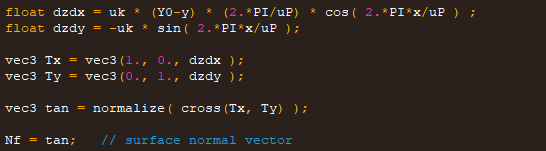 float dzdx = uk * (Y0-y) * (2.*PI/uP) * cos( 2.*PI*x/uP ) ;
float dzdy = -uk * sin( 2.*PI*x/uP );
vec3 Tx = vec3(1., 0., dzdx );
vec3 Ty = vec3(0., 1., dzdy );
vec3 tan = normalize( cross(Tx, Ty) );
Nf = tan;   // surface normal vector